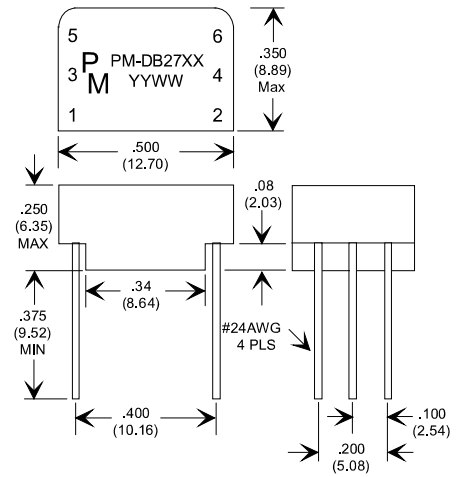 5 6
P PM-DB27XX
3 M YYWW 4
1 2
.350
(8.89)
Max
.500
(12.70)
.250
(6.35)
MAX
.08
(2.03)
.34
(8.64)
.375
(9.52)
MIN
#24AWG
4 PLS
.400
(10.16)
.100
(2.54)
.200
(5.08)